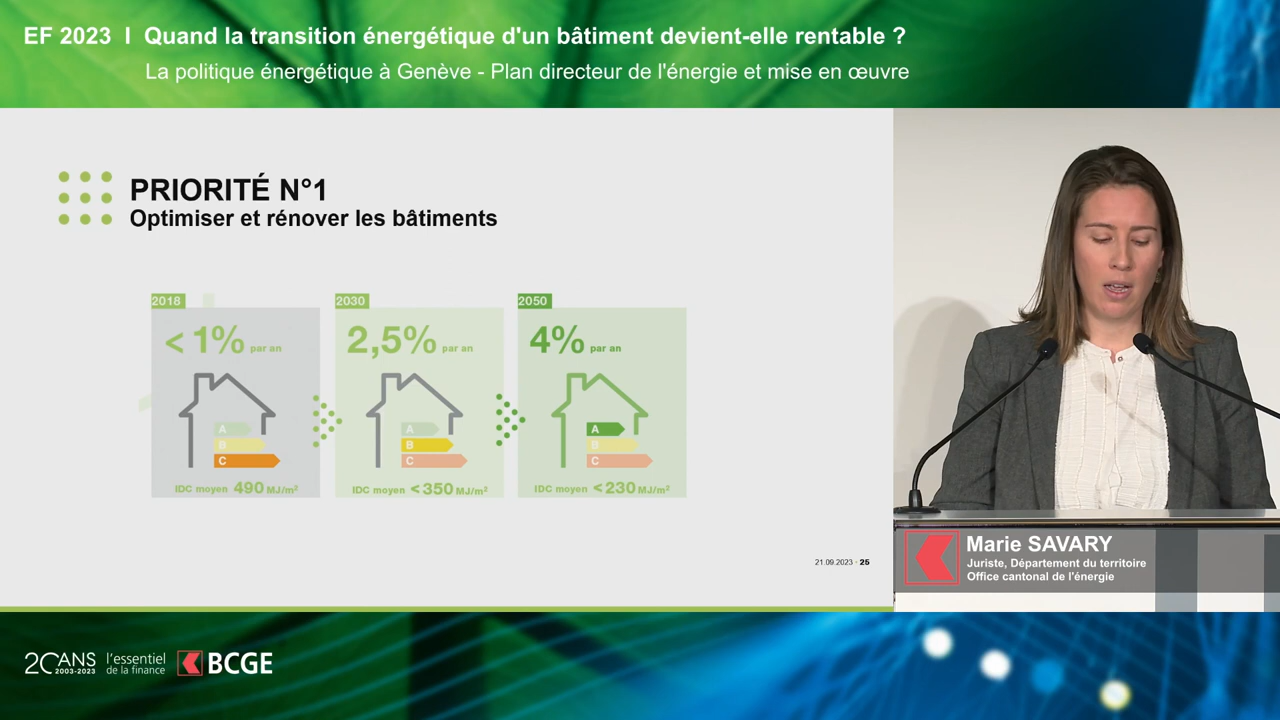 EF 2023 I Quand la transition énergétique d'un bâtiment devient-elle rentable ?
La politique énergétique à Genève - Plan directeur de l'énergie et mise en œuvre
PRIORITÉ N°1
Optimiser et rénover les bâtiments
2018
< 1% par an
A
B
C
IDC moyen 490 MJ/m²
2030
2,5% par an
A
B
C
IDC moyen <350 MJ/m²
2050
4% par an
A
B
C
IDC moyen <230 MJ/m²
21.09.2023 • 25
Marie SAVARY
Juriste, Département du territoire
Office cantonal de l'énergie
20 ANS
2003-2023
l'essentiel
de la finance
BCGE